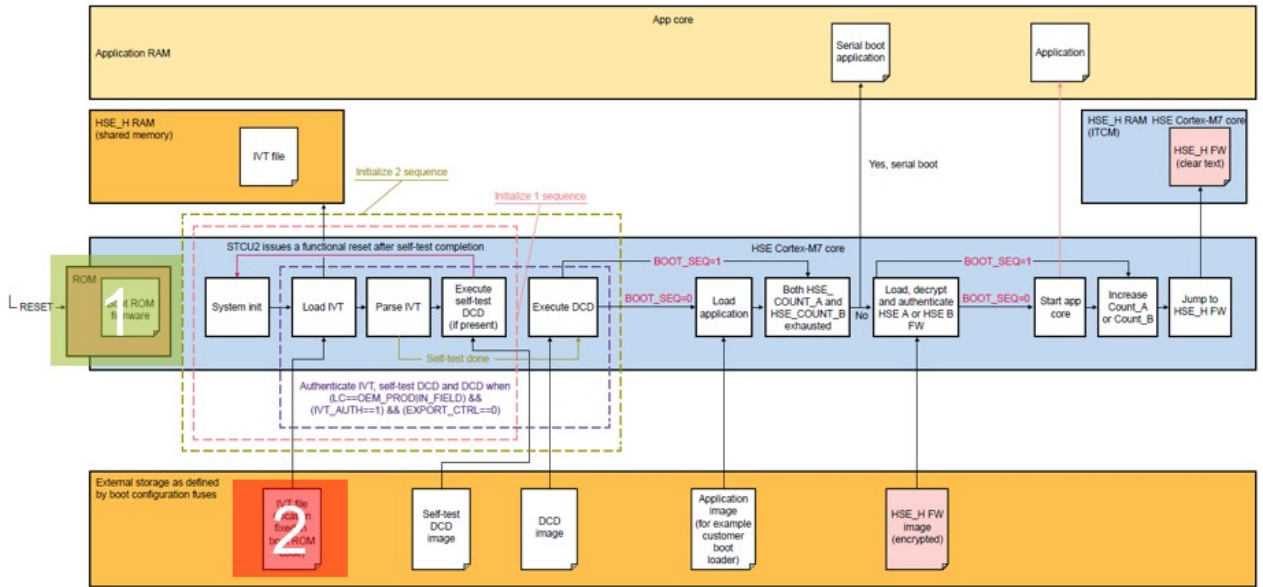 App core
Application RAM
Serial boot
application
Application
HSE_H RAM
(shared memory)
IVT file
HSE_H RAM HSE Cortex-M7 core
(ITCM)
HSE_H FW
(clear text)
Initialize 2 sequence
Initialize 1 sequence
Yes, serial boot
STCU2 issues a functional reset after self-test completion
HSE Cortex-M7 core
RESET
ROM
1
firmware
System init
Load IVT
Parse IVT
Execute
self-test
DCD
(if present)
Execute DCD
BOOT_SEQ=1
BOOT_SEQ=0
Load
application
Both HSE_
COUNT_A and
HSE_COUNT_B
exhausted
No
Load, decrypt
and authenticate
HSE A or HSE B
FW
BOOT_SEQ=1
BOOT_SEQ=0
Start app
core
Increase
Count_A
or Count_B
Jump to
HSE_H FW
Self-test done
Authenticate IVT, self-test DCD and DCD when
(LC==OEM_PROD|IN_FIELD) &&
(IVT_AUTH==1) && (EXPORT_CTRL==0)
External storage as defined
by boot configuration fuses
IVT file
2
ROM
Self-test
DCD
image
DCD
image
Application
image
(for example
customer
boot
loader)
HSE_H FW
image
(encrypted)